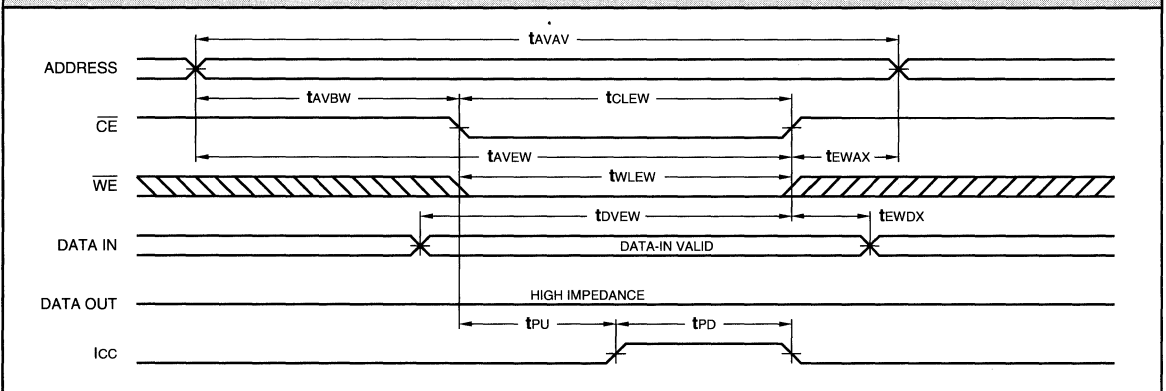 tAVAV
ADDRESS
tAVBW
tCLEW
CE
tAVEW
tEWAX
WE
tWLEW
tDVEW
tEWDX
DATA IN
DATA-IN VALID
DATA OUT
HIGH IMPEDANCE
tPU
tPD
ICC